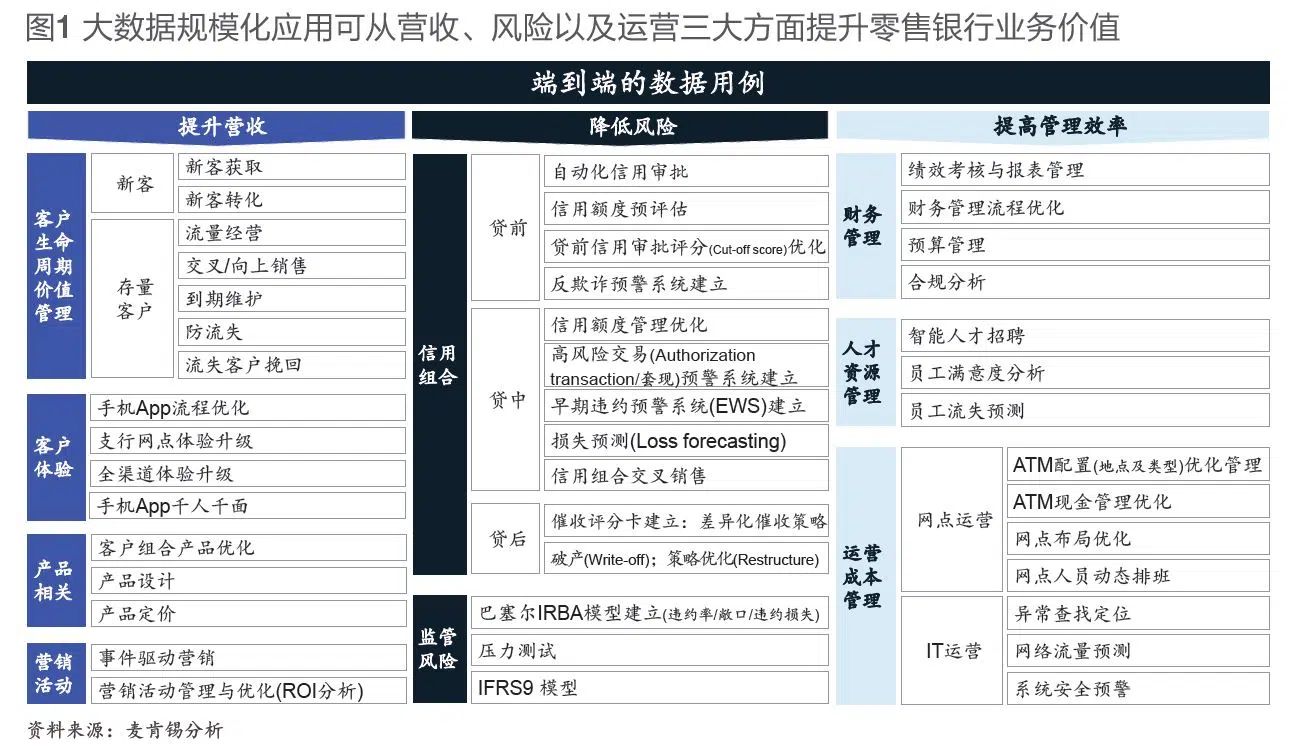 图1 大数据规模化应用可从营收、风险以及运营三大方面提升零售银行业务价值
端到端的数据用例
提升营收
客户
生命
周期
价值
管理
新客
新客获取
新客转化
存量
客户
流量经营
交叉/向上销售
到期维护
防流失
流失客户挽回
客户
体验
手机App流程优化
支行网点体验升级
全渠道体验升级
手机App千人千面
产品
相关
客户组合产品优化
产品设计
产品定价
营销
活动
事件驱动营销
营销活动管理与优化(ROI分析)
降低风险
信用
组合
贷前
自动化信用审批
信用额度预评估
贷前信用审批评分(Cut-off score)优化
反欺诈预警系统建立
贷中
信用额度管理优化
高风险交易(Authorization
transaction/套现)预警系统建立
早期违约预警系统(EWS)建立
损失预测(Loss forecasting)
信用组合交叉销售
贷后
催收评分卡建立：差异化催收策略
破产(Write-off)；策略优化(Restructure)
监管
风险
巴塞尔IRBA模型建立(违约率/敞口/违约损失)
压力测试
IFRS9 模型
提高管理效率
财务
管理
绩效考核与报表管理
财务管理流程优化
预算管理
合规分析
人才
资源
管理
智能人才招聘
员工满意度分析
员工流失预测
运营
成本
管理
网点运营
ATM配置(地点及类型)优化管理
ATM现金管理优化
网点布局优化
网点人员动态排班
IT运营
异常查找定位
网络流量预测
系统安全预警
资料来源：麦肯锡分析